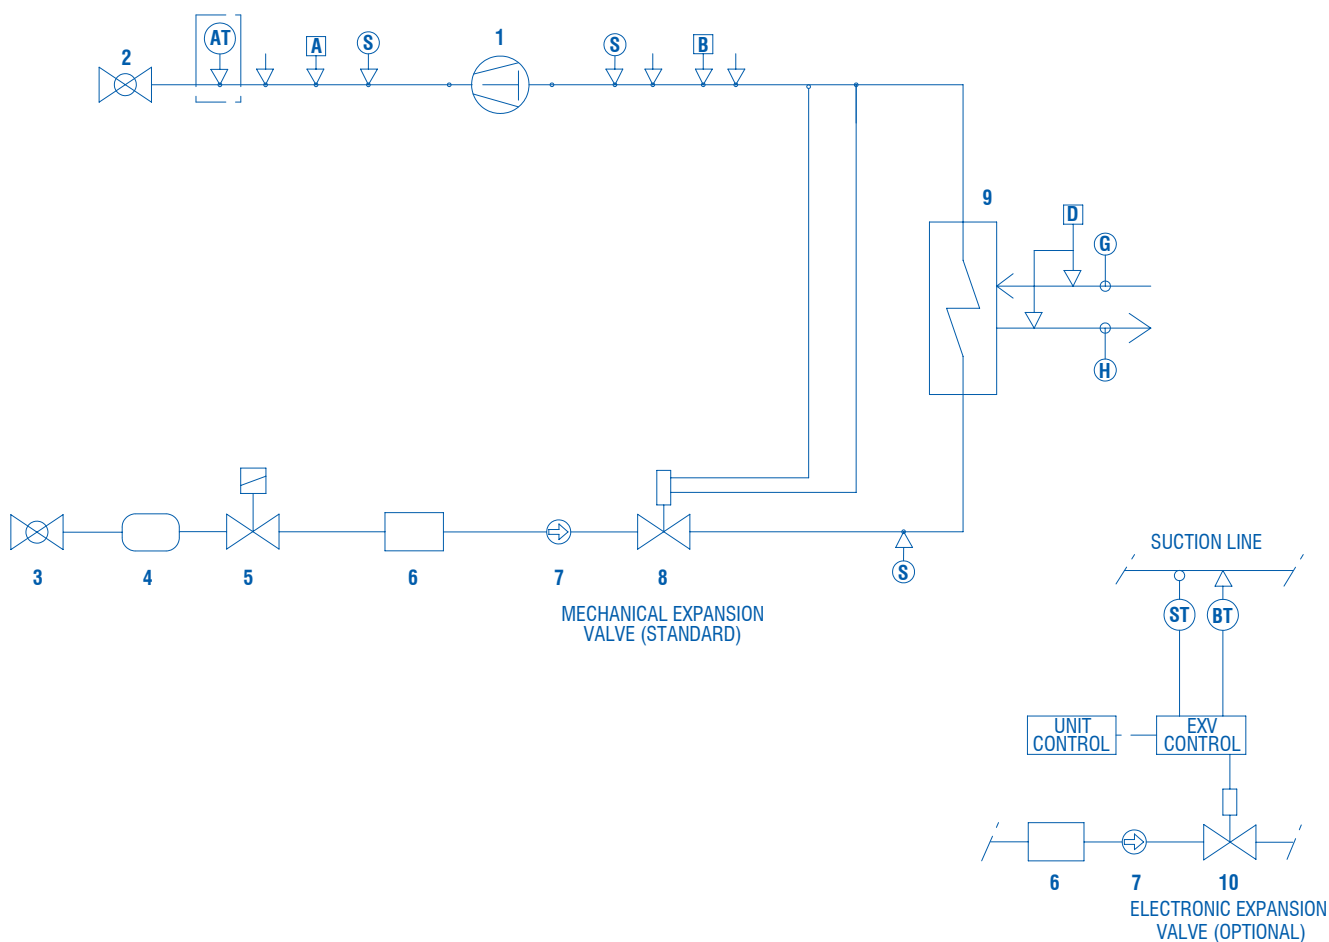 AT
A
S
1
S
B
2
9
D
G
H
3
4
5
6
7
8
S
MECHANICAL EXPANSION
VALVE (STANDARD)
SUCTION LINE
ST
BT
UNIT
CONTROL
EXV
CONTROL
6
7
10
ELECTRONIC EXPANSION
VALVE (OPTIONAL)